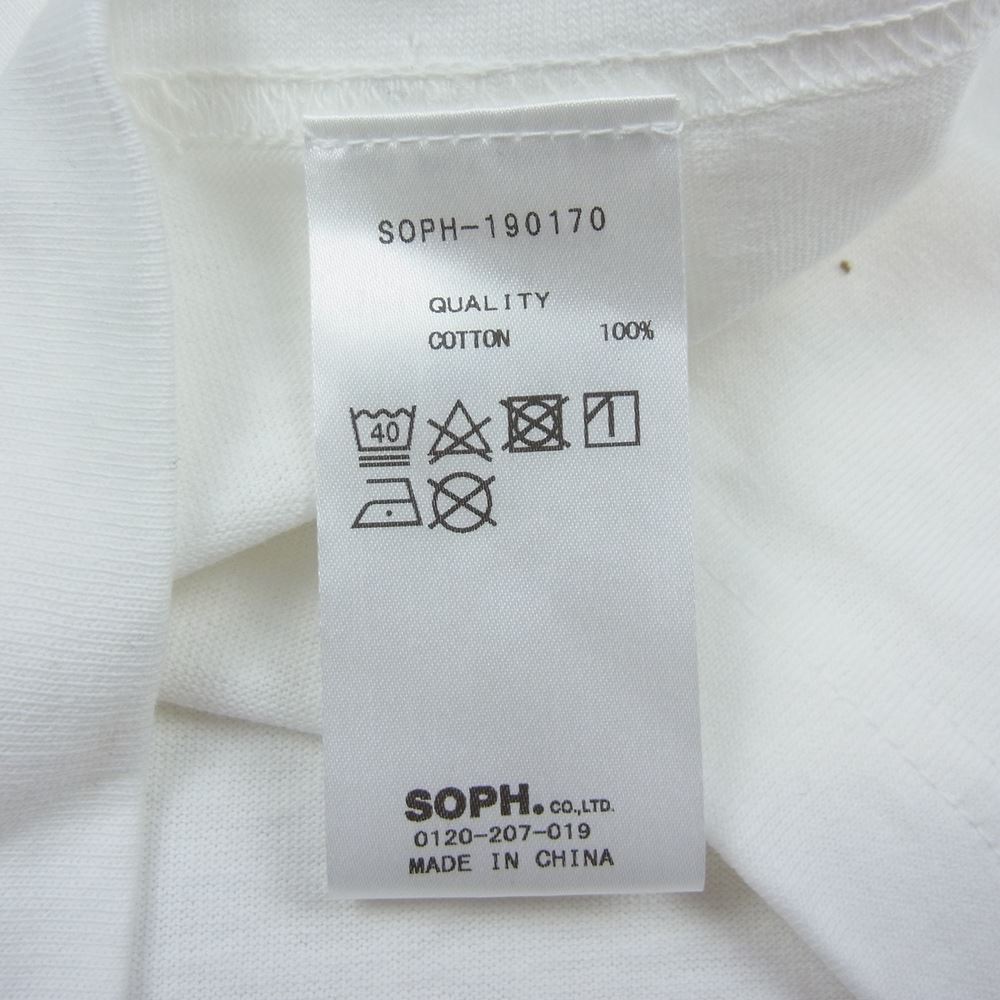 SOPH-190170
QUALITY
COTTON 100%
40
SOPH. CO.,LTD.
0120-207-019
MADE IN CHINA